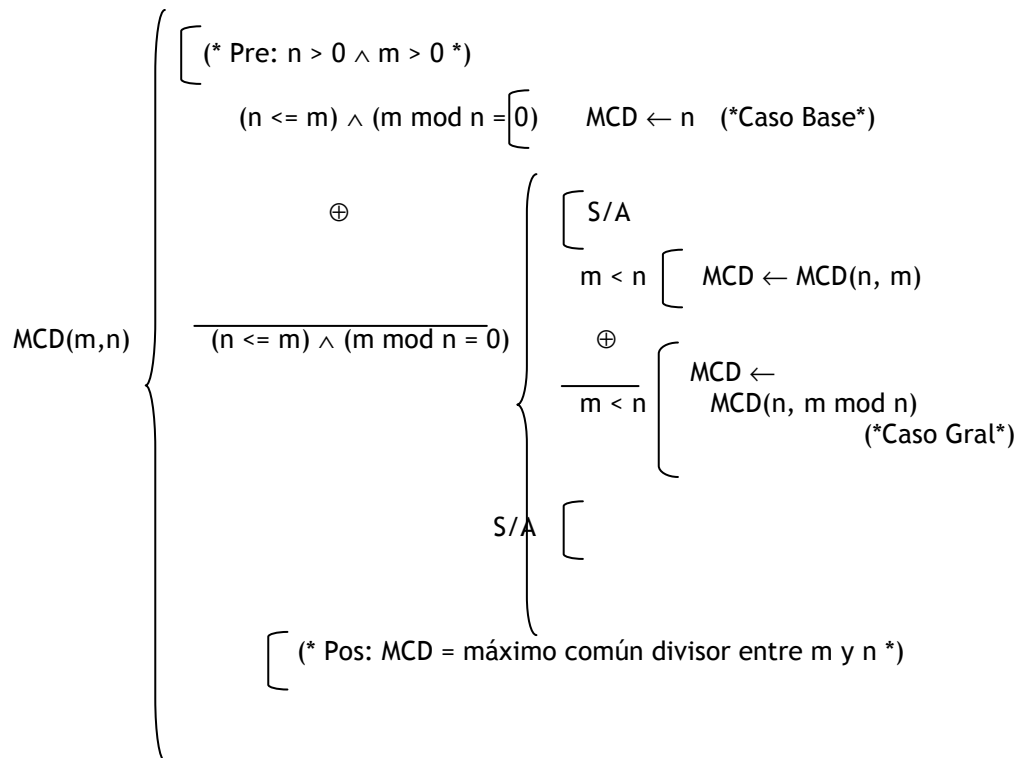 (* Pre: n > 0 ∧ m > 0 *)
(n <= m) ∧ (m mod n = 0) MCD ← n (*Caso Base*)
⊕
S/A
m < n MCD ← MCD(n, m)
MCD(m,n)
(n <= m) ∧ (m mod n = 0)
⊕
m < n
MCD ←
MCD(n, m mod n)
(*Caso Gral*)
S/A
(* Pos: MCD = máximo común divisor entre m y n *)